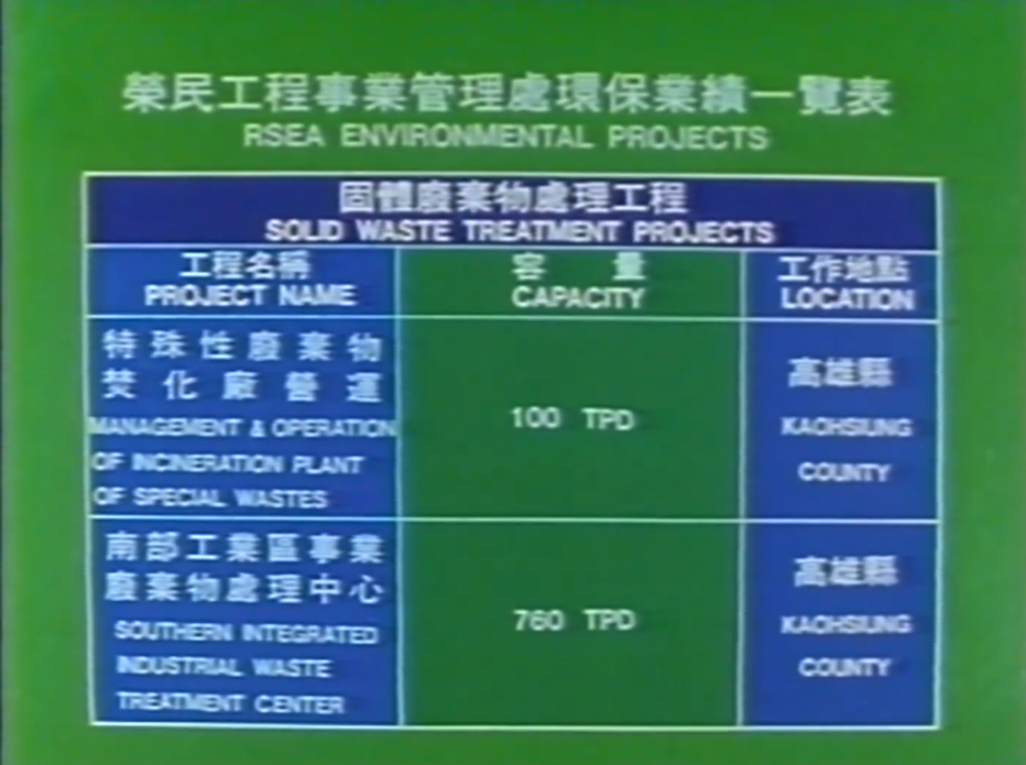 榮民工程事業管理處環保業績一覽表
RSEA ENVIRONMENTAL PROJECTS
固體廢棄物處理工程
SOLID WASTE TREATMENT PROJECTS
工程名稱
PROJECT NAME
容 量
CAPACITY
工作地點
LOCATION
特殊性廢棄物
焚化廠營運
MANAGEMENT & OPERATION
OF INCINERATION PLANT
OF SPECIAL WASTES
100 TPD
高雄縣
KAOHSIUNG
COUNTY
南部工業區事業
廢棄物處理中心
SOUTHERN INTEGRATED
INDUSTRIAL WASTE
TREATMENT CENTER
760 TPD
高雄縣
KAOHSIUNG
COUNTY